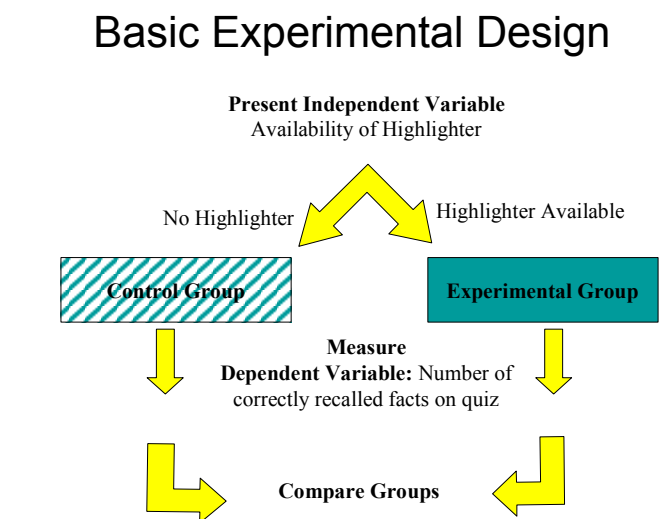 Basic Experimental Design
Present Independent Variable
Availability of Highlighter
No Highlighter
Highlighter Available
Control Group
Experimental Group
Measure
Dependent Variable: Number of
correctly recalled facts on quiz
Compare Groups